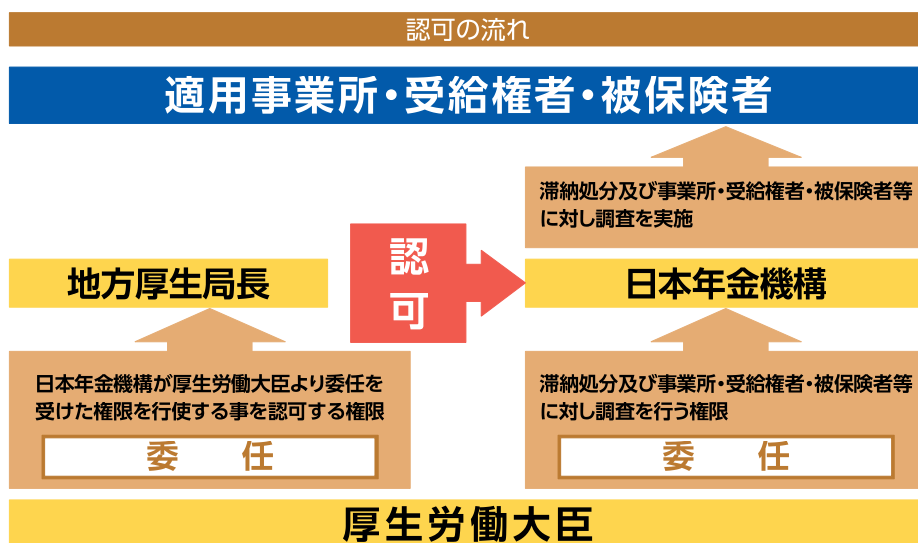 認可の流れ
適用事業所・受給権者・被保険者
滞納処分及び事業所・受給権者・被保険者等
に対し調査を実施
認
可
地方厚生局長
日本年金機構
日本年金機構が厚生労働大臣より委任を
受けた権限を行使する事を認可する権限
委 任
滞納処分及び事業所・受給権者・被保険者等
に対し調査を行う権限
委 任
厚生労働大臣